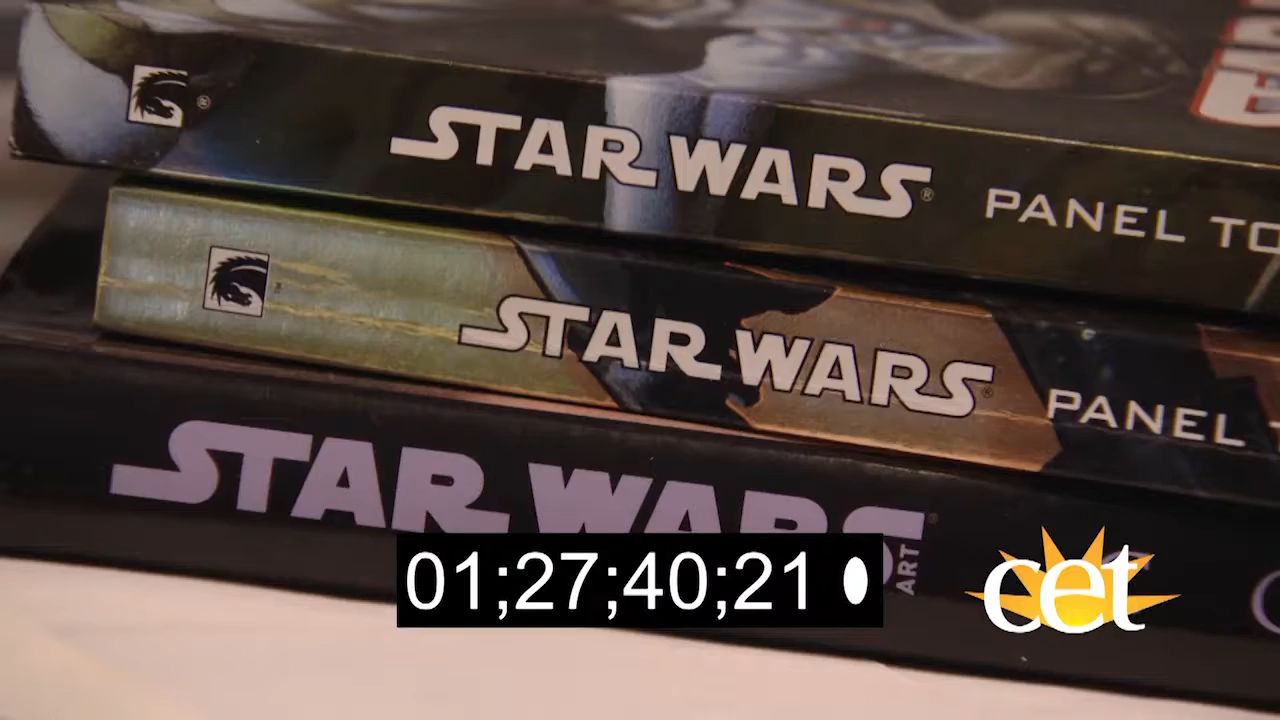 STAR WARS® PANEL TO
STAR WARS® PANEL
STAR WARS®
ART
01;27;40;21
cet